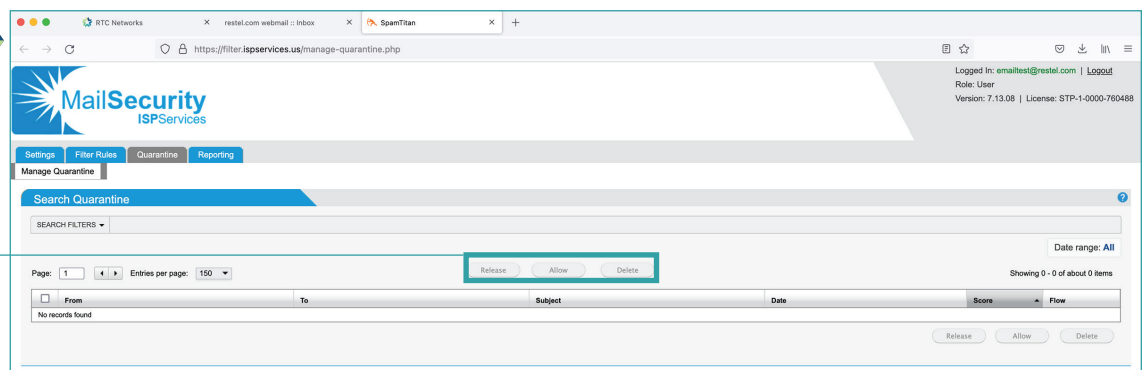 RTC Networks
restel.com webmail :: Inbox
SpamTitan
https://filter.ispservices.us/manage-quarantine.php
Logged In: emailtest@restel.com | Logout
Role: User
Version: 7.13.08 | License: STP-1-0000-760488
MailSecurity
ISPServices
Settings Filter Rules Quarantine Reporting
Manage Quarantine
Search Quarantine ?
SEARCH FILTERS
Date range: All
Page: 1 Entries per page: 150 Release Allow Delete Showing 0 - 0 of about 0 items
From To Subject Date Score Flow
No records found
Release Allow Delete